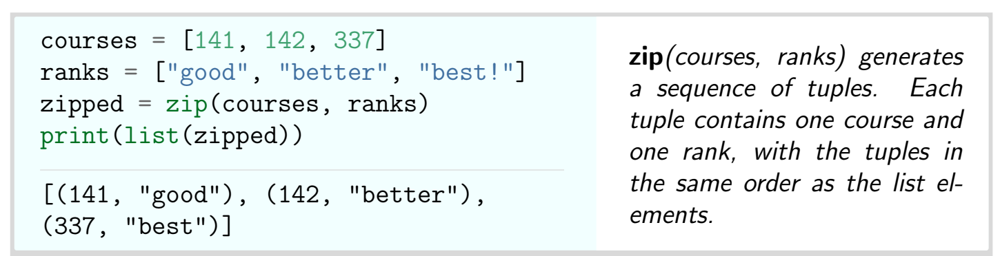 courses = [141, 142, 337]
ranks = ["good", "better", "best!"]
zipped = zip(courses, ranks)
print(list(zipped))
[(141, "good"), (142, "better"),
(337, "best")]
zip(courses, ranks) generates
a sequence of tuples. Each
tuple contains one course and
one rank, with the tuples in
the same order as the list el-
ements.